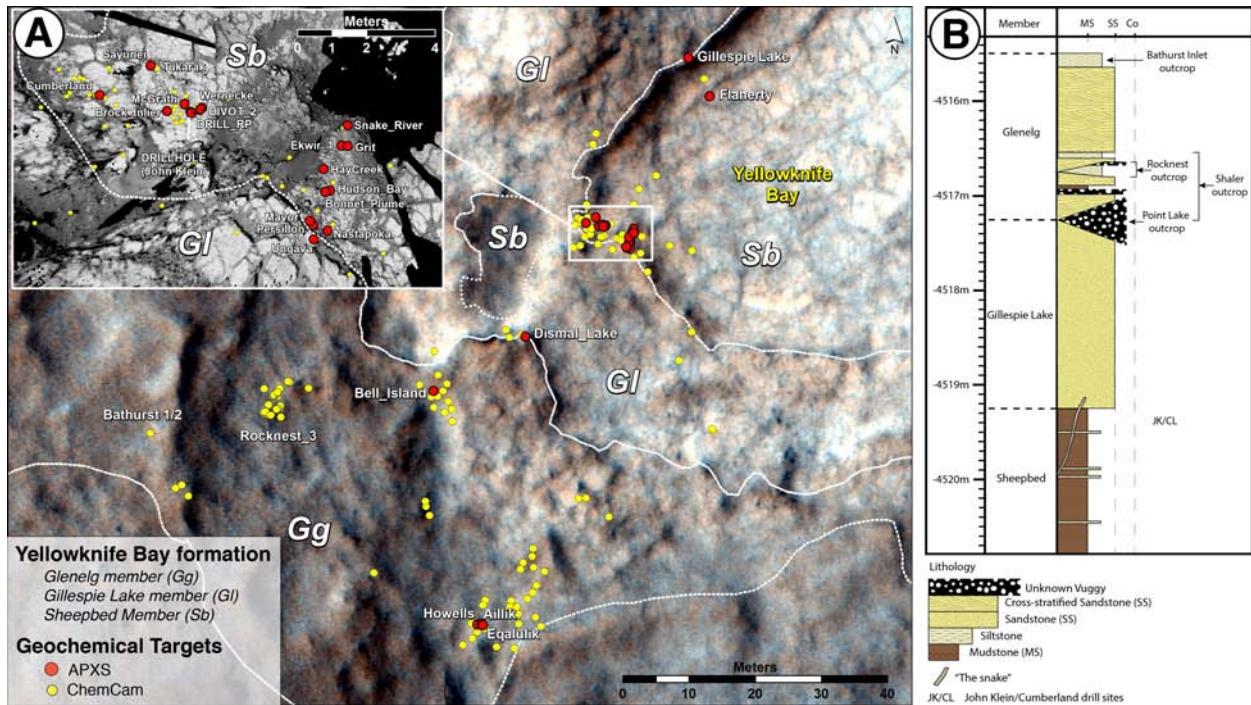 A
Meters
0 1 2 4
Sb
Sayunei
Tukarak
Cumberland
McGrath
Wernecke
Brock_Inlier
DIVOT_2
DRILL_RP
Snake_River
Ekwir_1
Grit
DRILLHOLE
(John Klein)
HayCreek
Hudson_Bay
Bonnet_Plume
Mavor
Persillon
Nastapoka
Ungava
Gl
Gl
Gillespie Lake
Flaherty
N
Yellowknife
Bay
Sb
Sb
Dismal_Lake
Gl
Bell_Island
Bathurst 1/2
Rocknest_3
Gg
Howells
Aillik
Eqalulik
Yellowknife Bay formation
Glenelg member (Gg)
Gillespie Lake member (Gl)
Sheepbed Member (Sb)
Geochemical Targets
APXS
ChemCam
Meters
0 10 20 30 40
B
Member
MS SS Co
-4516m
-4517m
-4518m
-4519m
-4520m
Glenelg
Gillespie Lake
Sheepbed
Bathurst Inlet
outcrop
Rocknest
outcrop
Shaler
outcrop
Point Lake
outcrop
JK/CL
Lithology
Unknown Vuggy
Cross-stratified Sandstone (SS)
Sandstone (SS)
Siltstone
Mudstone (MS)
"The snake"
JK/CL John Klein/Cumberland drill sites